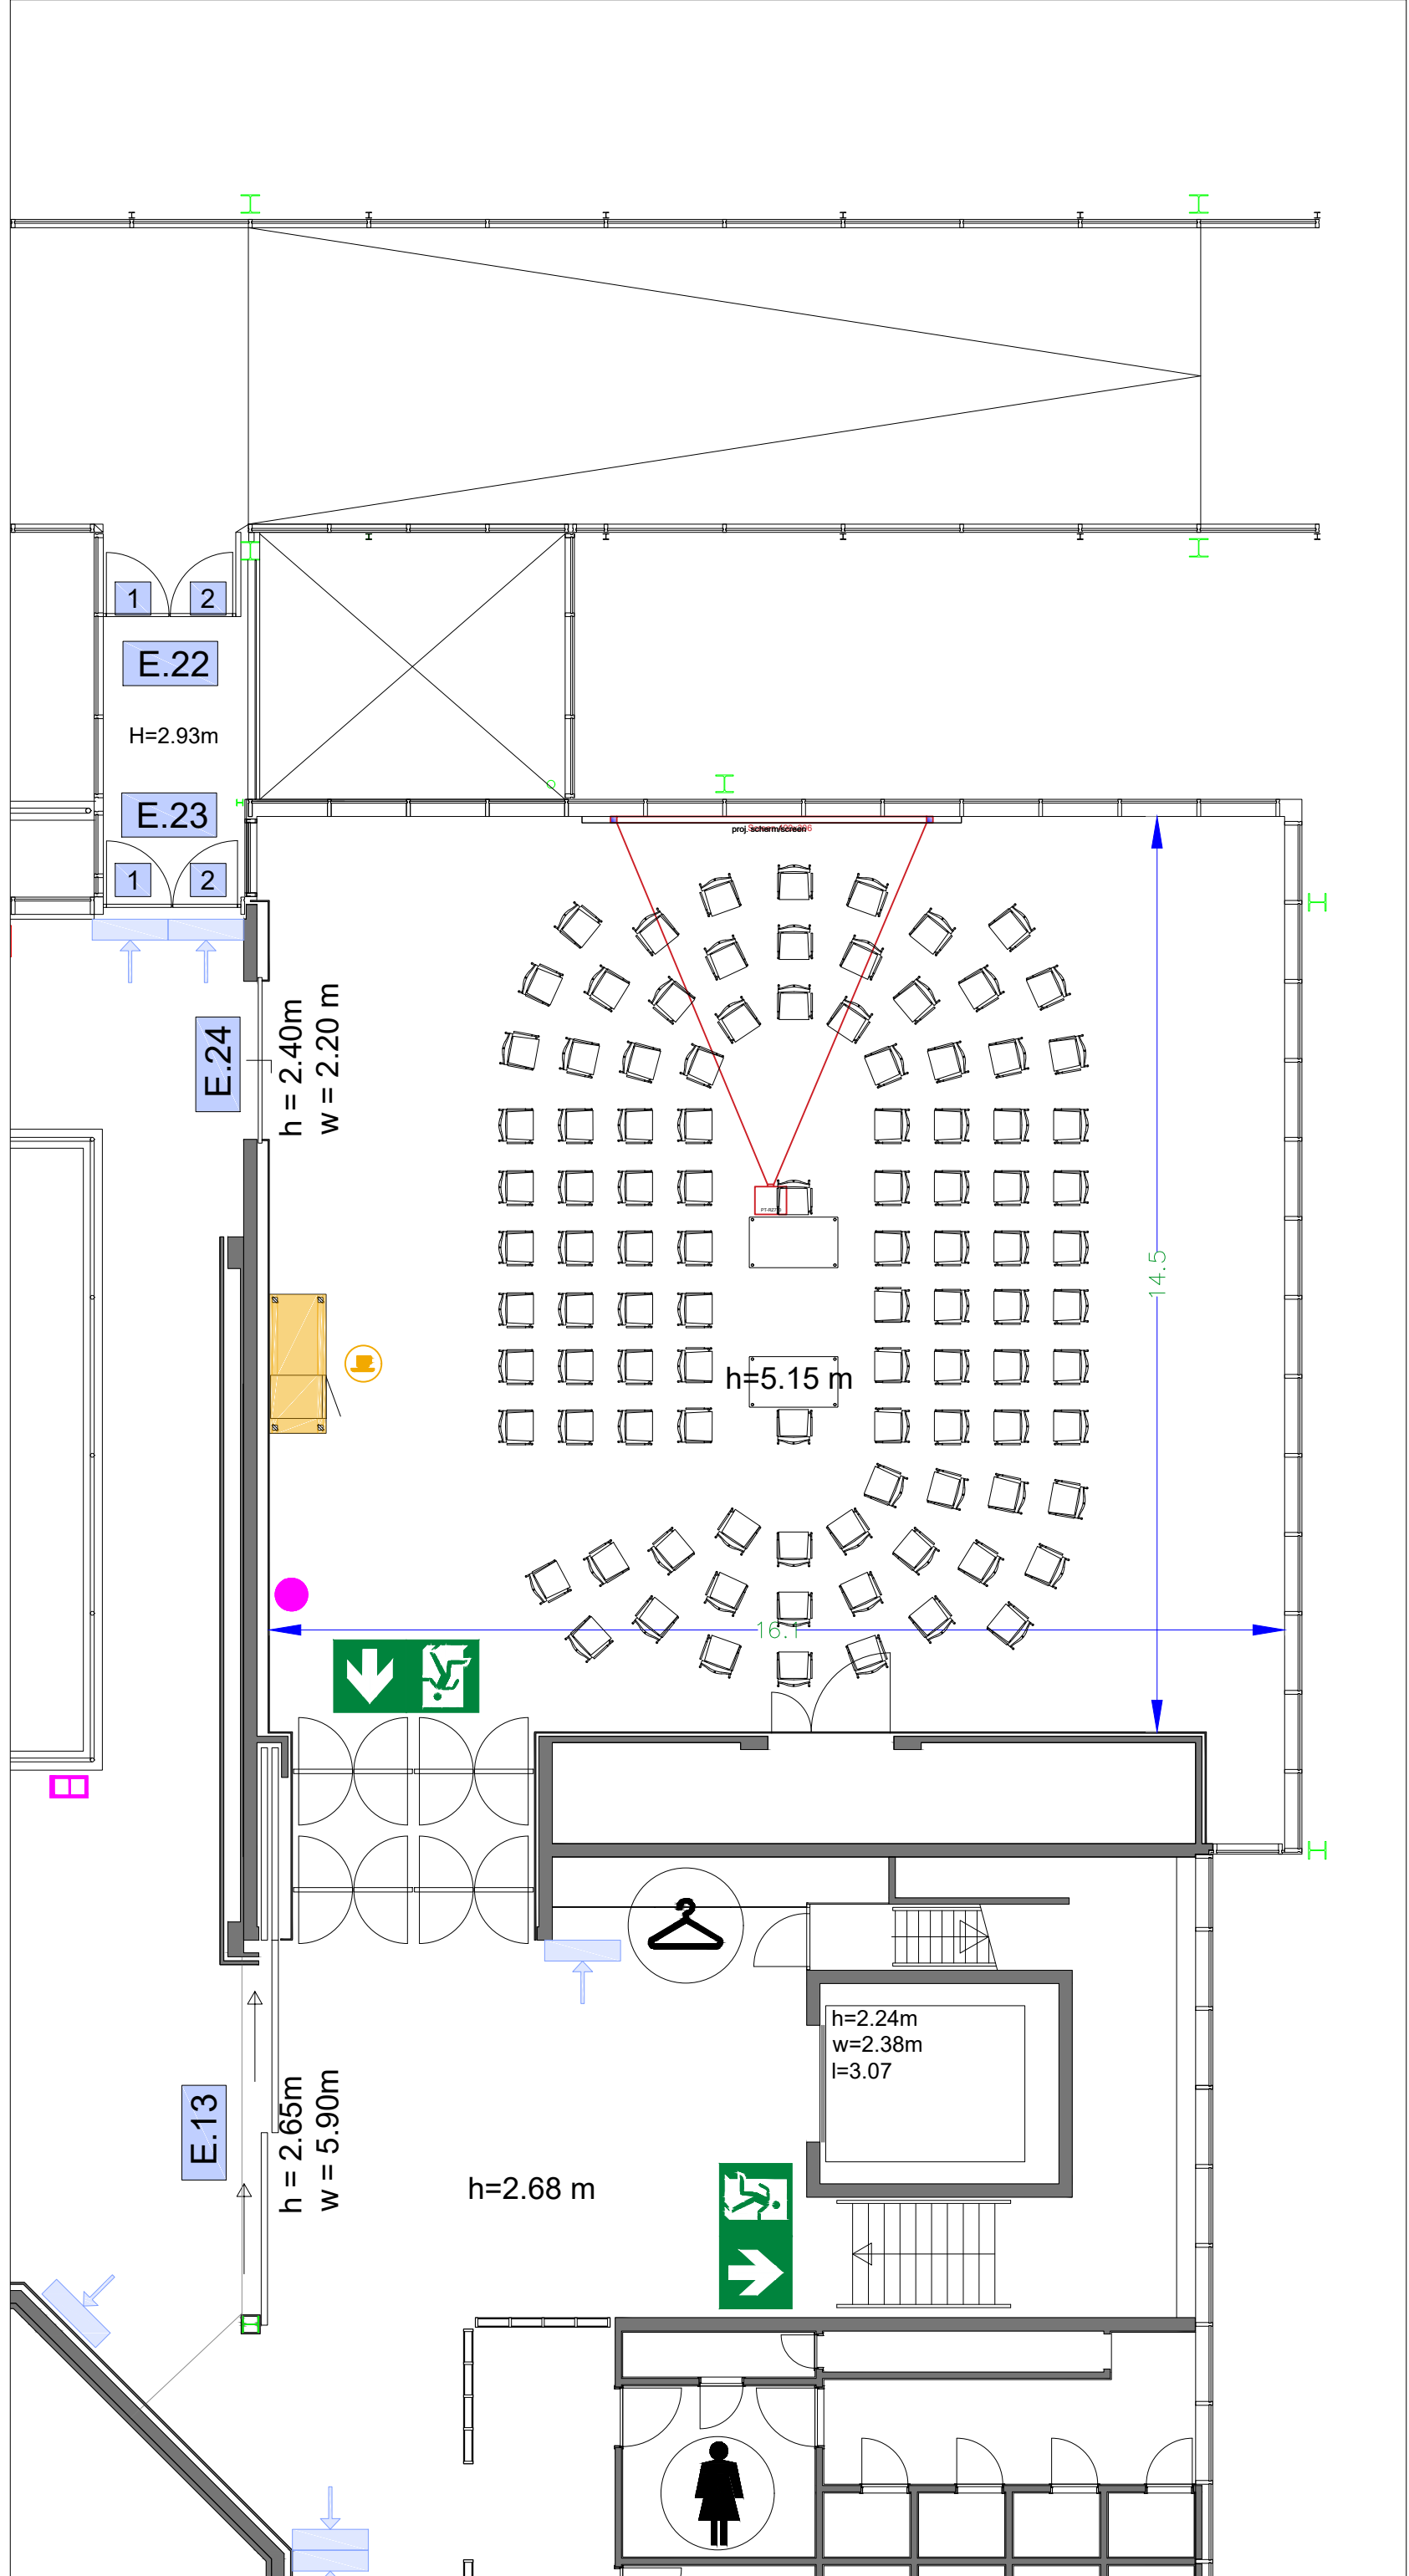 1
2
E.22
H=2.93m
E.23
1
2
proj. scherm/screen
E.24
h = 2.40m
w = 2.20 m
14.5
h=5.15 m
16.1
h=2.24m
w=2.38m
l=3.07
E.13
h = 2.65m
w = 5.90m
h=2.68 m